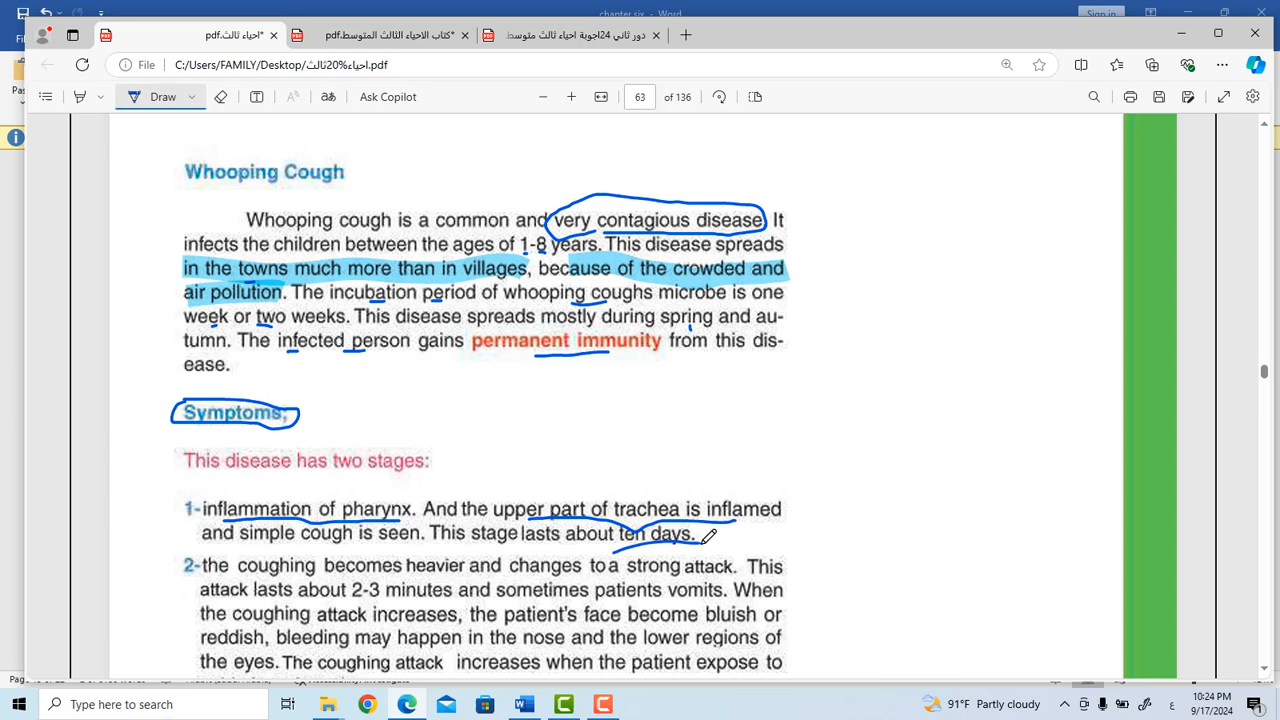 chapter six - Word
Sign in
احياء ثالث.pdf*
كتاب الاحياء الثالث المتوسط.pdf*
دور ثاني 24اجوبة احياء ثالث متوسط
File
C:/Users/FAMILY/Desktop/احياء%20ثالث.pdf
Draw
Ask Copilot
63 of 136
Whooping Cough
Whooping cough is a common and very contagious disease. It
infects the children between the ages of 1-8 years. This disease spreads
in the towns much more than in villages, because of the crowded and
air pollution. The incubation period of whooping coughs microbe is one
week or two weeks. This disease spreads mostly during spring and au-
tumn. The infected person gains permanent immunity from this dis-
ease.
Symptoms;
This disease has two stages:
1-inflammation of pharynx. And the upper part of trachea is inflamed
and simple cough is seen. This stage lasts about ten days.
2-the coughing becomes heavier and changes to a strong attack. This
attack lasts about 2-3 minutes and sometimes patients vomits. When
the coughing attack increases, the patient's face become bluish or
reddish, bleeding may happen in the nose and the lower regions of
the eyes. The coughing attack increases when the patient expose to
Type here to search
91°F Partly cloudy
10:24 PM
9/17/2024